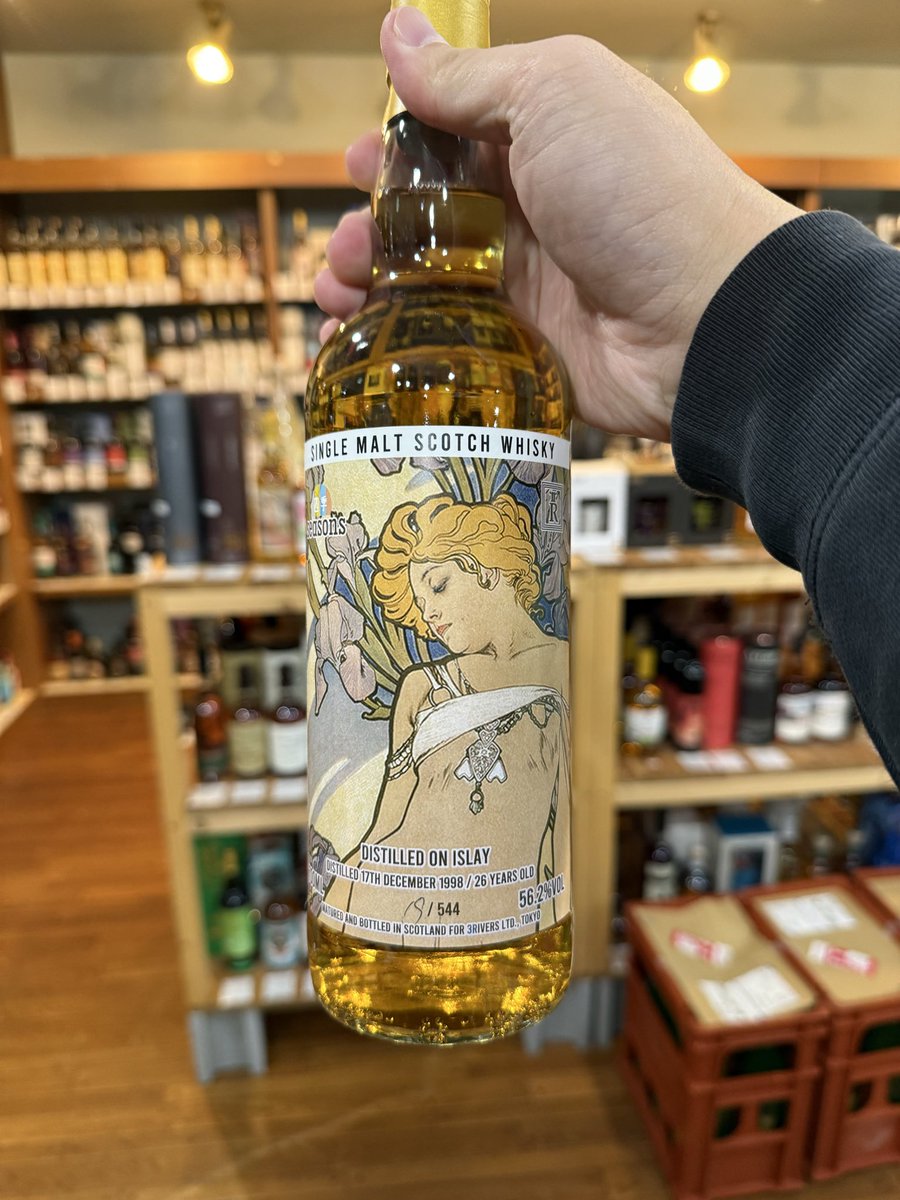 SINGLE MALT SCOTCH WHISKY
TR
DISTILLED ON ISLAY
DISTILLED 17TH DECEMBER 1998 / 26 YEARS OLD
56.2%VOL
/ 544
MATURED AND BOTTLED IN SCOTLAND FOR 3RIVERS LTD., TOKYO